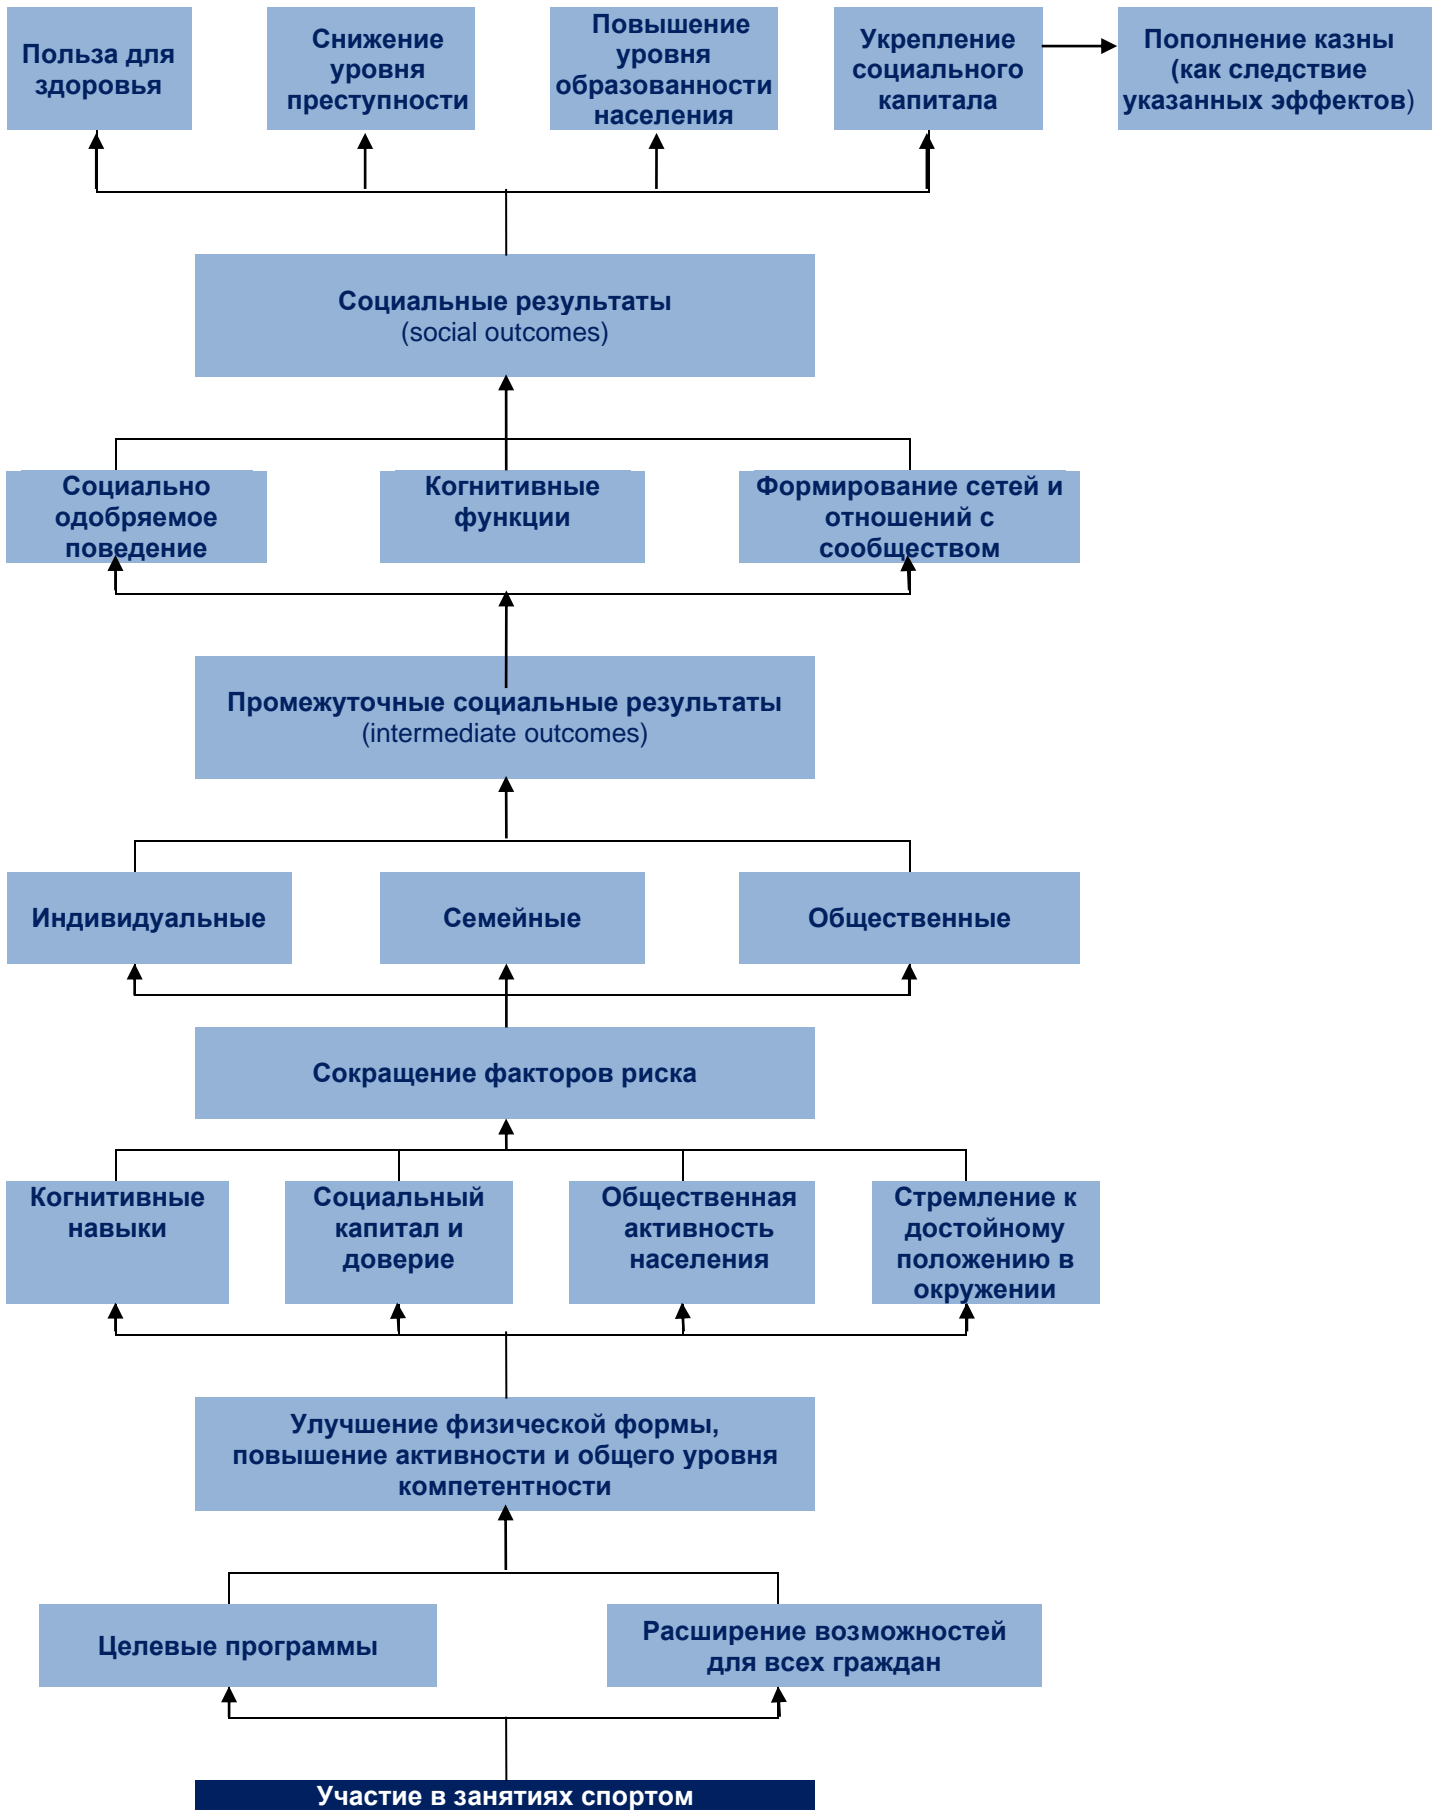 Польза для
здоровья
Снижение
уровня
преступности
Повышение
уровня
образованности
населения
Укрепление
социального
капитала
Пополнение казны
(как следствие
указанных эффектов)
Социальные результаты
(social outcomes)
Социально
одобряемое
поведение
Когнитивные
функции
Формирование сетей и
отношений с
сообществом
Промежуточные социальные результаты
(intermediate outcomes)
Индивидуальные
Семейные
Общественные
Сокращение факторов риска
Когнитивные
навыки
Социальный
капитал и
доверие
Общественная
активность
населения
Стремление к
достойному
положению в
окружении
Улучшение физической формы,
повышение активности и общего уровня
компетентности
Целевые программы
Расширение возможностей
для всех граждан
Участие в занятиях спортом